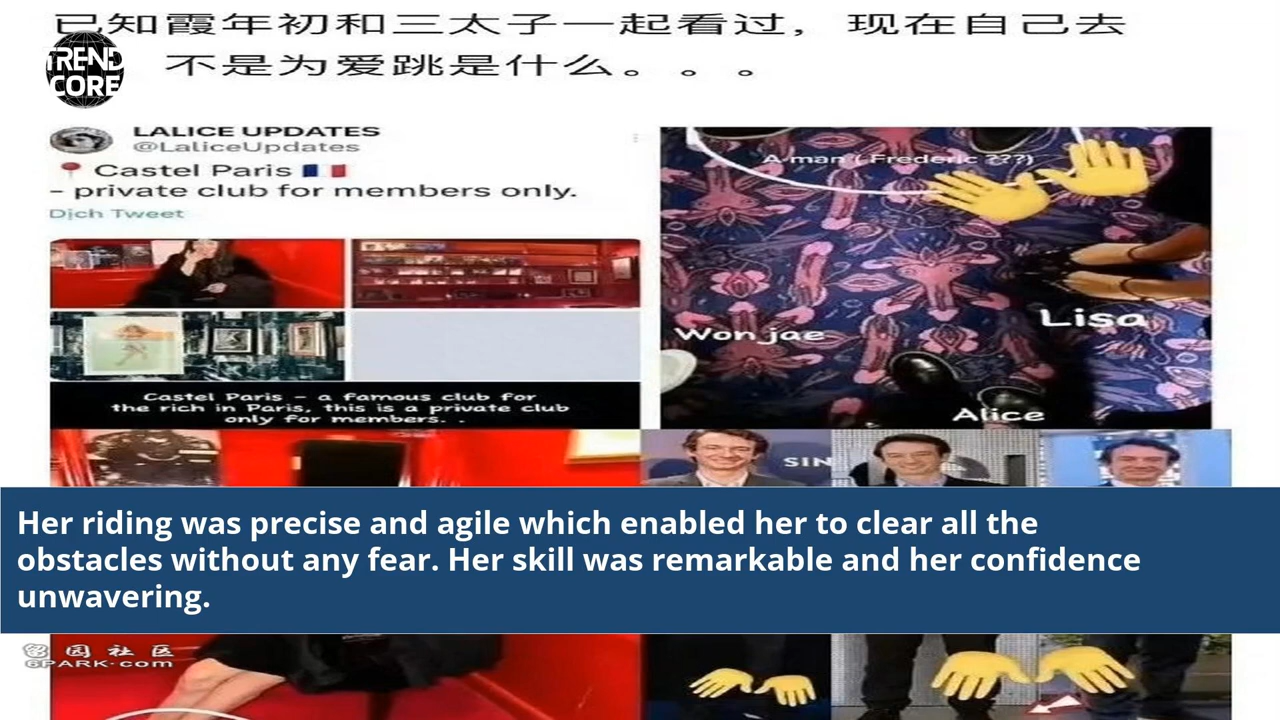 已知霞年初和三太子一起看过，现在自己去
不是为爱跳是什么。。。
TREND
CORE
LALICE UPDATES
@LaliceUpdates
Castel Paris
– private club for members only.
Dịch Tweet
A man ( Frederic ???)
Lisa
Won jae
Alice
Castel Paris – a famous club for
the rich in Paris, this is a private club
only for members. . .
SIN
Her riding was precise and agile which enabled her to clear all the
obstacles without any fear. Her skill was remarkable and her confidence
unwavering.
留园社区
6PARK.com